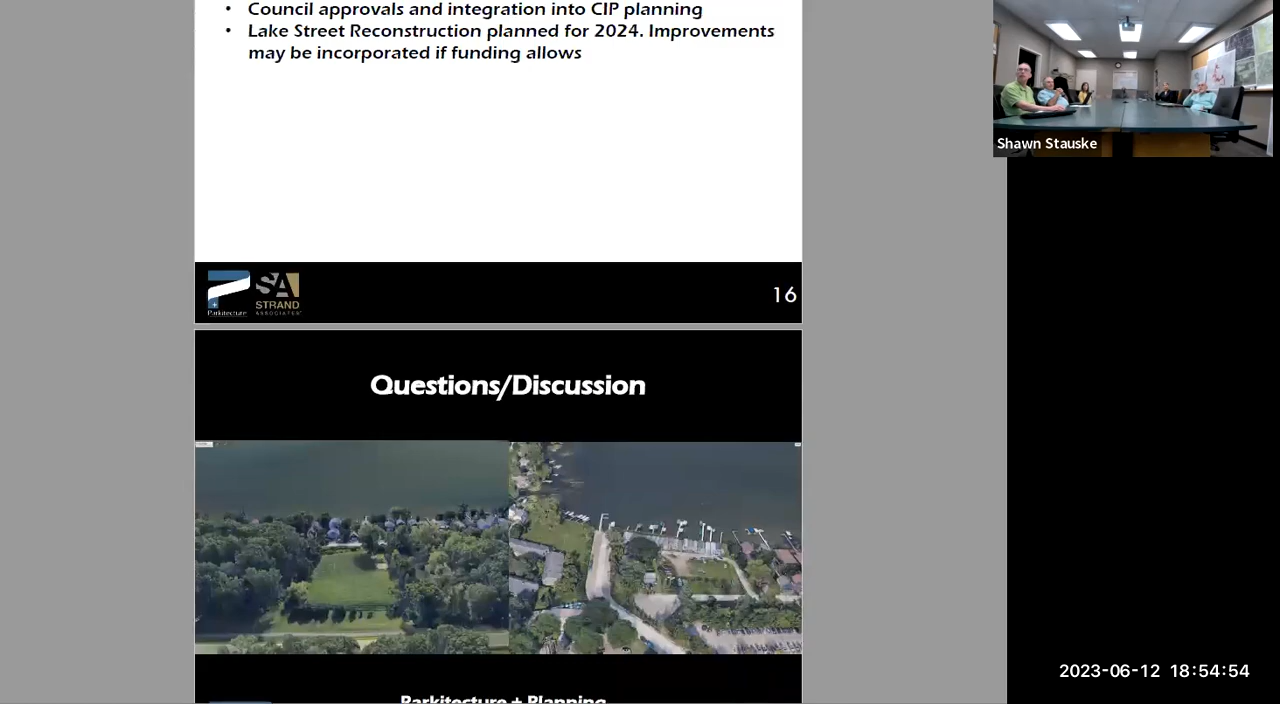 • Council approvals and integration into CIP planning
• Lake Street Reconstruction planned for 2024. Improvements
may be incorporated if funding allows
Shawn Stauske
Parkitecture
SA
STRAND
ASSOCIATES
16
Questions/Discussion
Parkitecture + Planning
2023-06-12 18:54:54